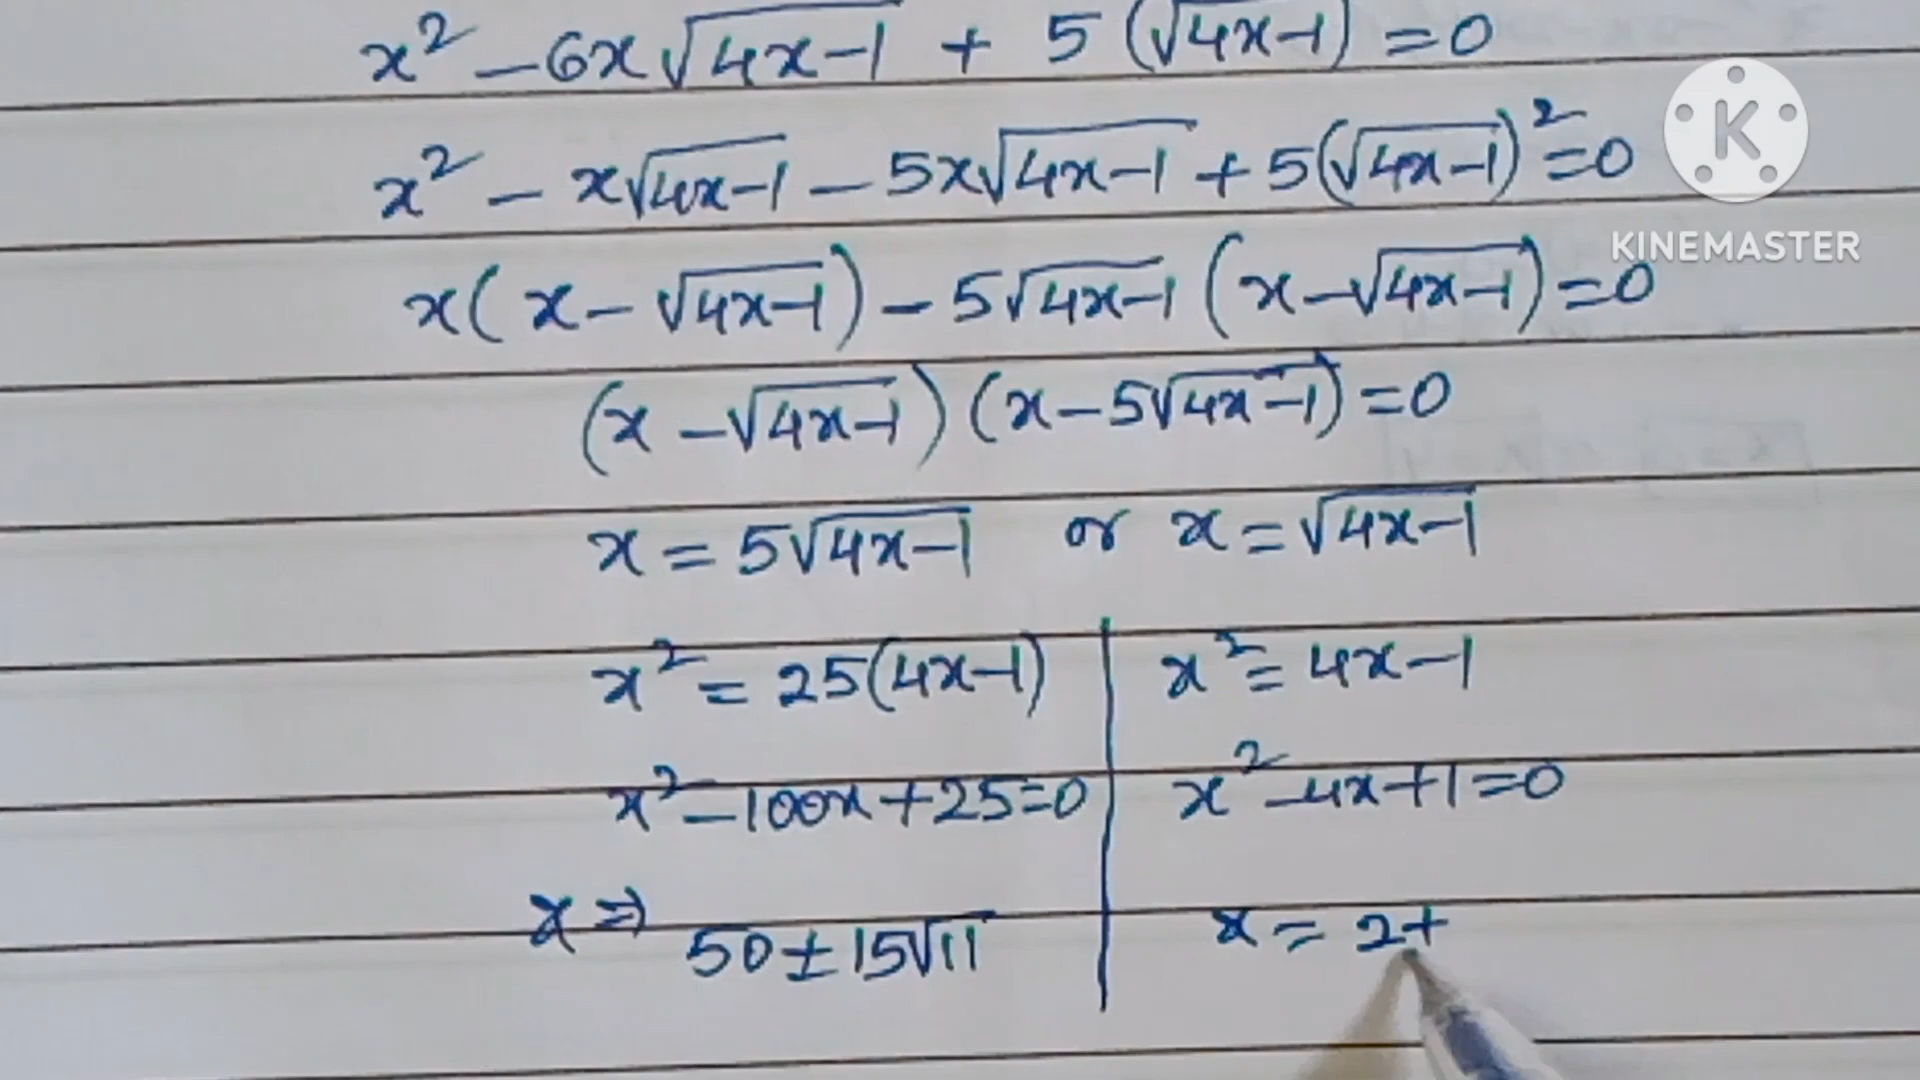 x² - 6x√4x-1 + 5 (√4x-1) = 0
x² - x√4x-1 - 5x√4x-1 + 5(√4x-1)² = 0
x( x - √4x-1) - 5√4x-1 (x - √4x-1) = 0
(x - √4x-1) (x - 5√4x-1) = 0
x = 5√4x-1 or x = √4x-1
x² = 25(4x-1) x² = 4x-1
x² - 100x + 25 = 0 x² - 4x + 1 = 0
x ⇒ 50 ± 15√11 x = 2+
K
KINEMASTER